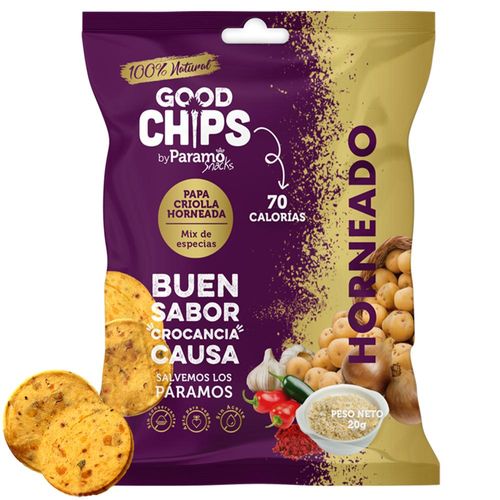 100% Natural
GOOD
CHIPS
by Paramo
Snacks
PAPA
CRIOLLA
HORNEADA
Mix de
especias
70
CALORÍAS
BUEN
SABOR
"CROCANCIA"
CAUSA
SALVEMOS LOS
PÁRAMOS
HORNEADO
PESO NETO
20g